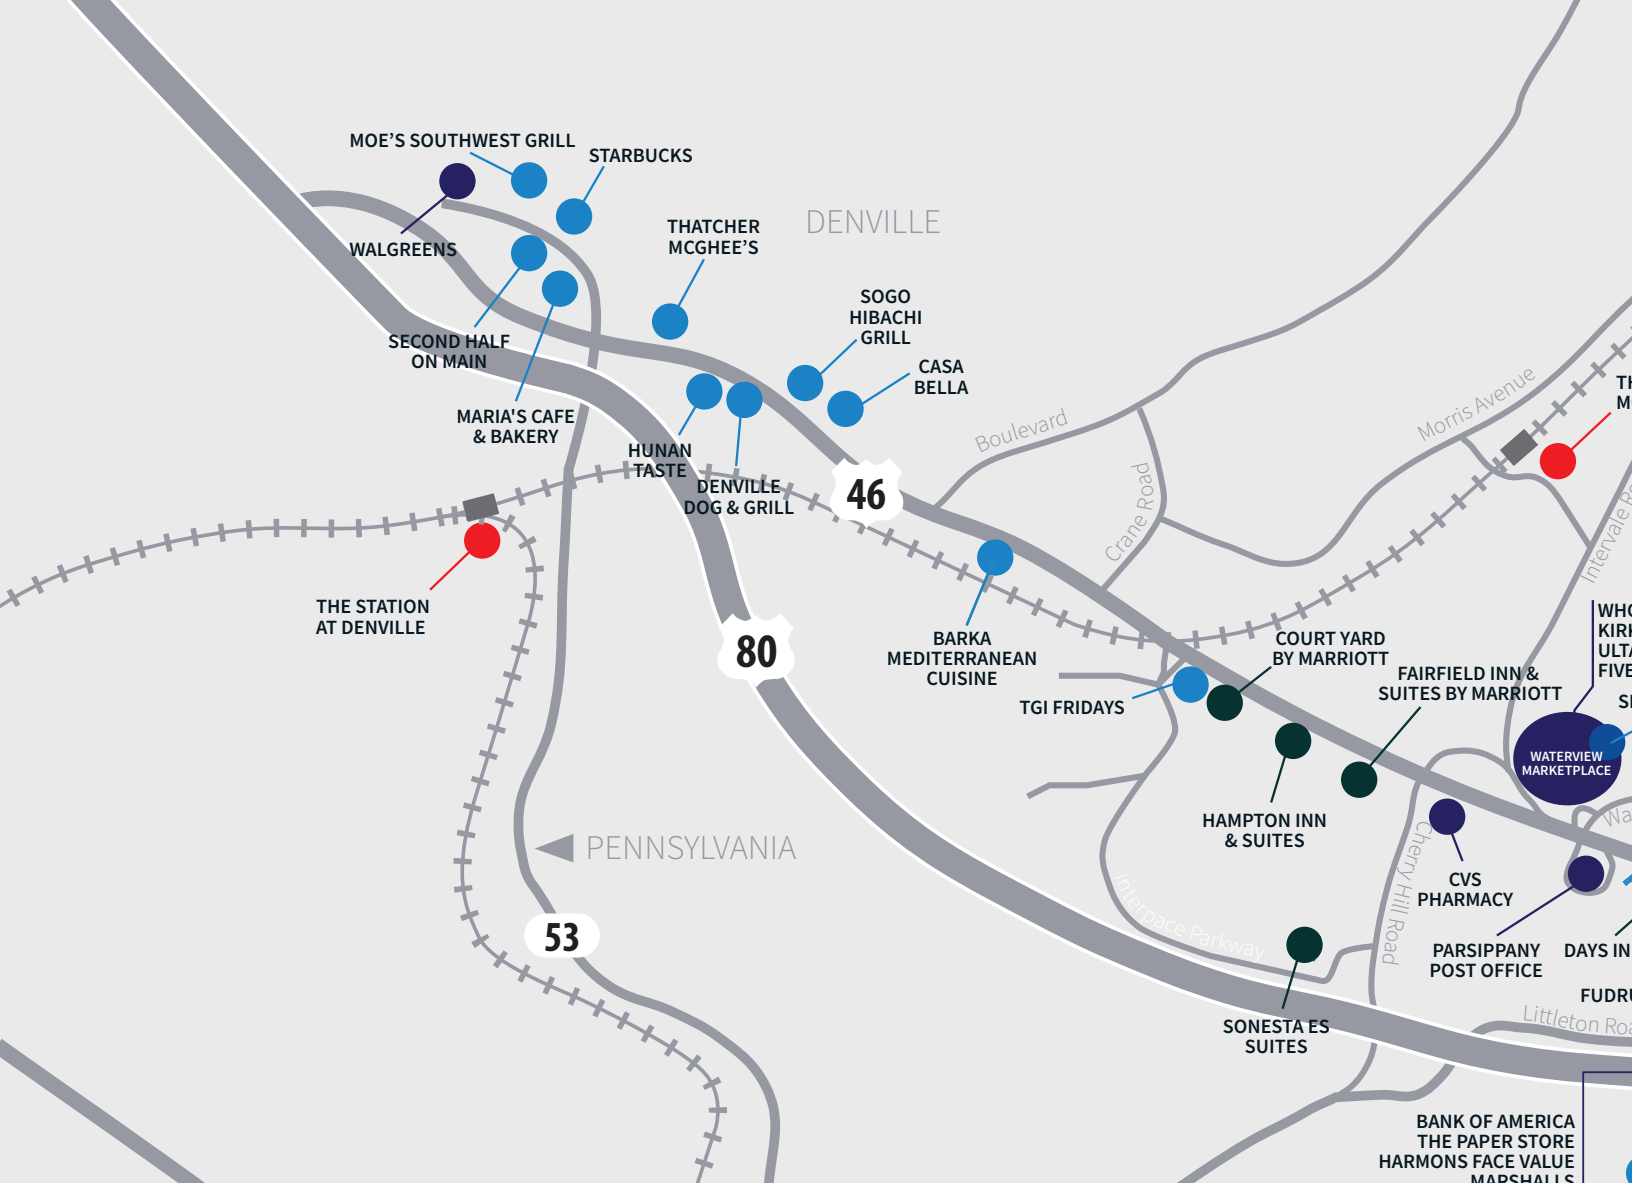 MOE’S SOUTHWEST GRILL
STARBUCKS
WALGREENS
THATCHER
MCGHEE’S
DENVILLE
SECOND HALF
ON MAIN
SOGO
HIBACHI
GRILL
CASA
BELLA
MARIA'S CAFE
& BAKERY
HUNAN
TASTE
DENVILLE
DOG & GRILL
46
Boulevard
Crane Road
Morris Avenue
Intervale
THE STATION
AT DENVILLE
80
BARKA
MEDITERRANEAN
CUISINE
TGI FRIDAYS
COURT YARD
BY MARRIOTT
FAIRFIELD INN &
SUITES BY MARRIOTT
HAMPTON INN
& SUITES
WATERVIEW
MARKETPLACE
PENNSYLVANIA
53
Cherry Hill Road
CVS
PHARMACY
Interpace Parkway
PARSIPPANY
POST OFFICE
DAYS IN
SONESTA ES
SUITES
Littleton
BANK OF AMERICA
THE PAPER STORE
HARMONS FACE VALUE
MARSHALLS